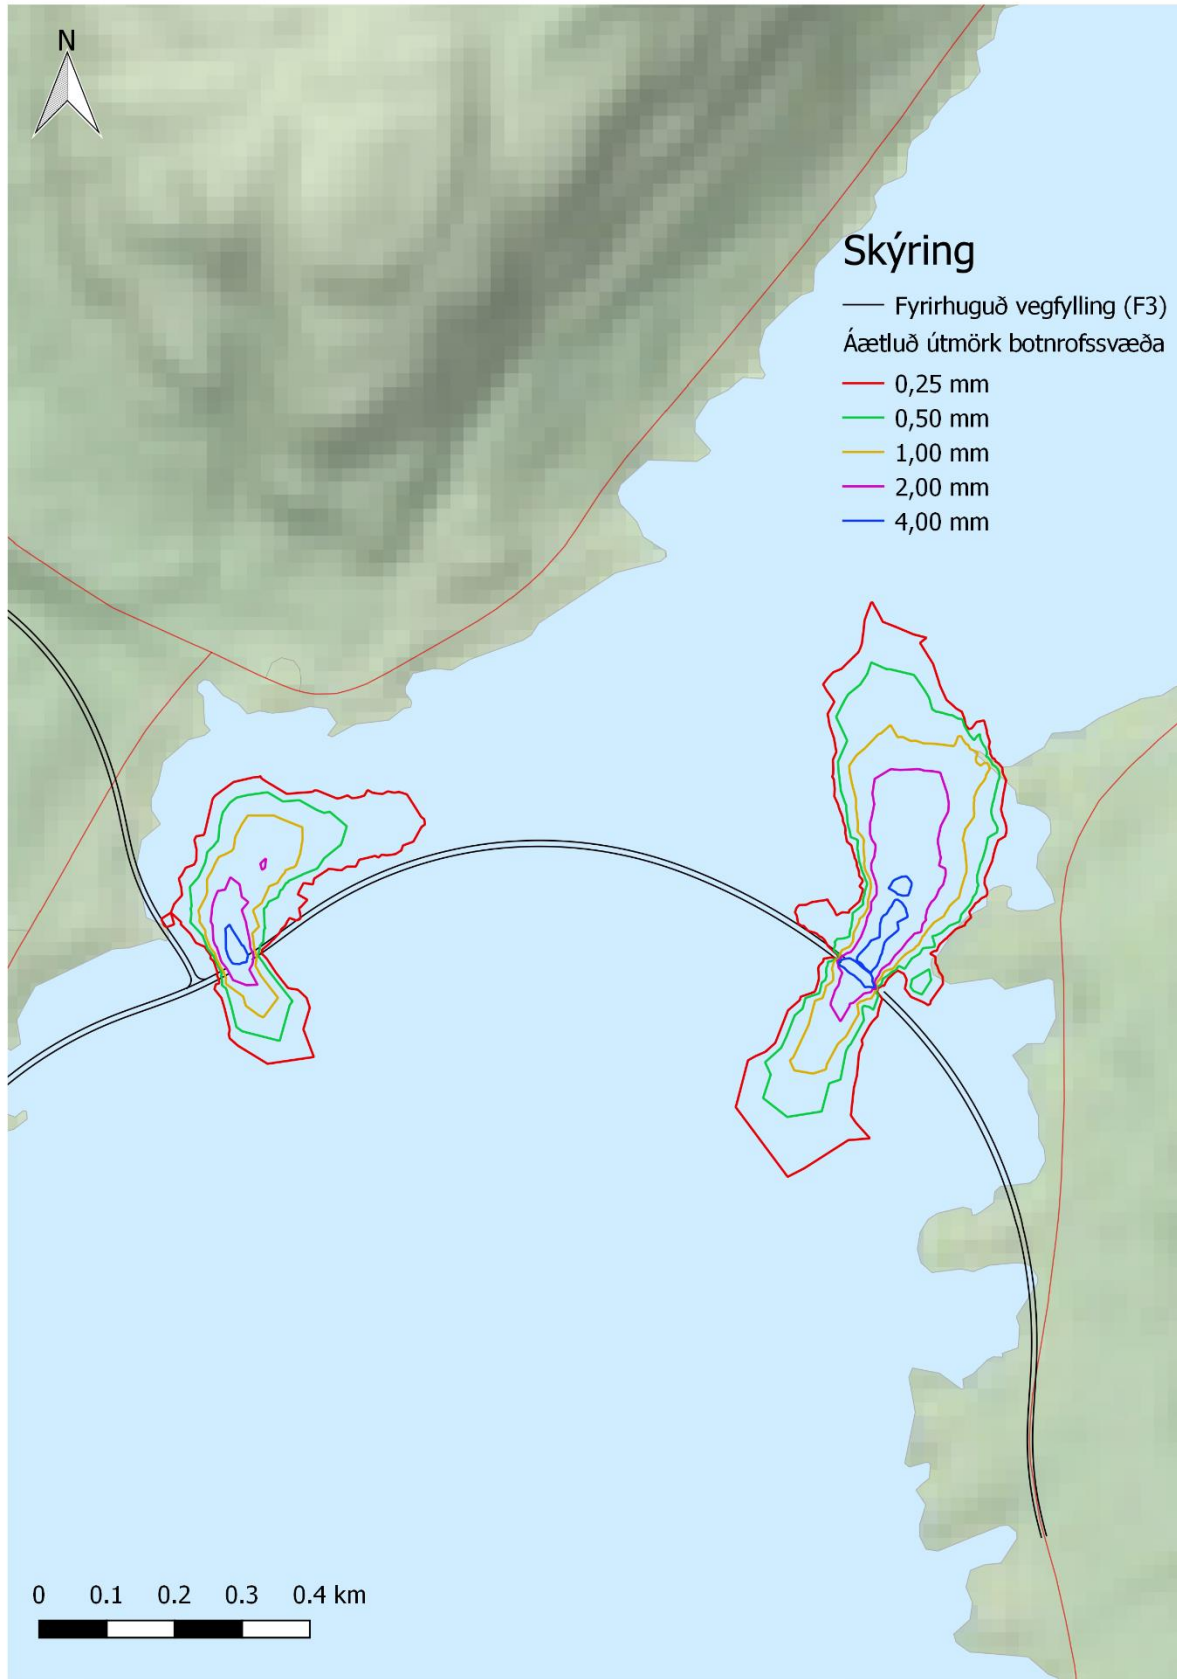 N
Skýring
Fyrirhuguð vegfylling (F3)
Áætluð útmörk botnrofssvæða
0,25 mm
0,50 mm
1,00 mm
2,00 mm
4,00 mm
0 0.1 0.2 0.3 0.4 km